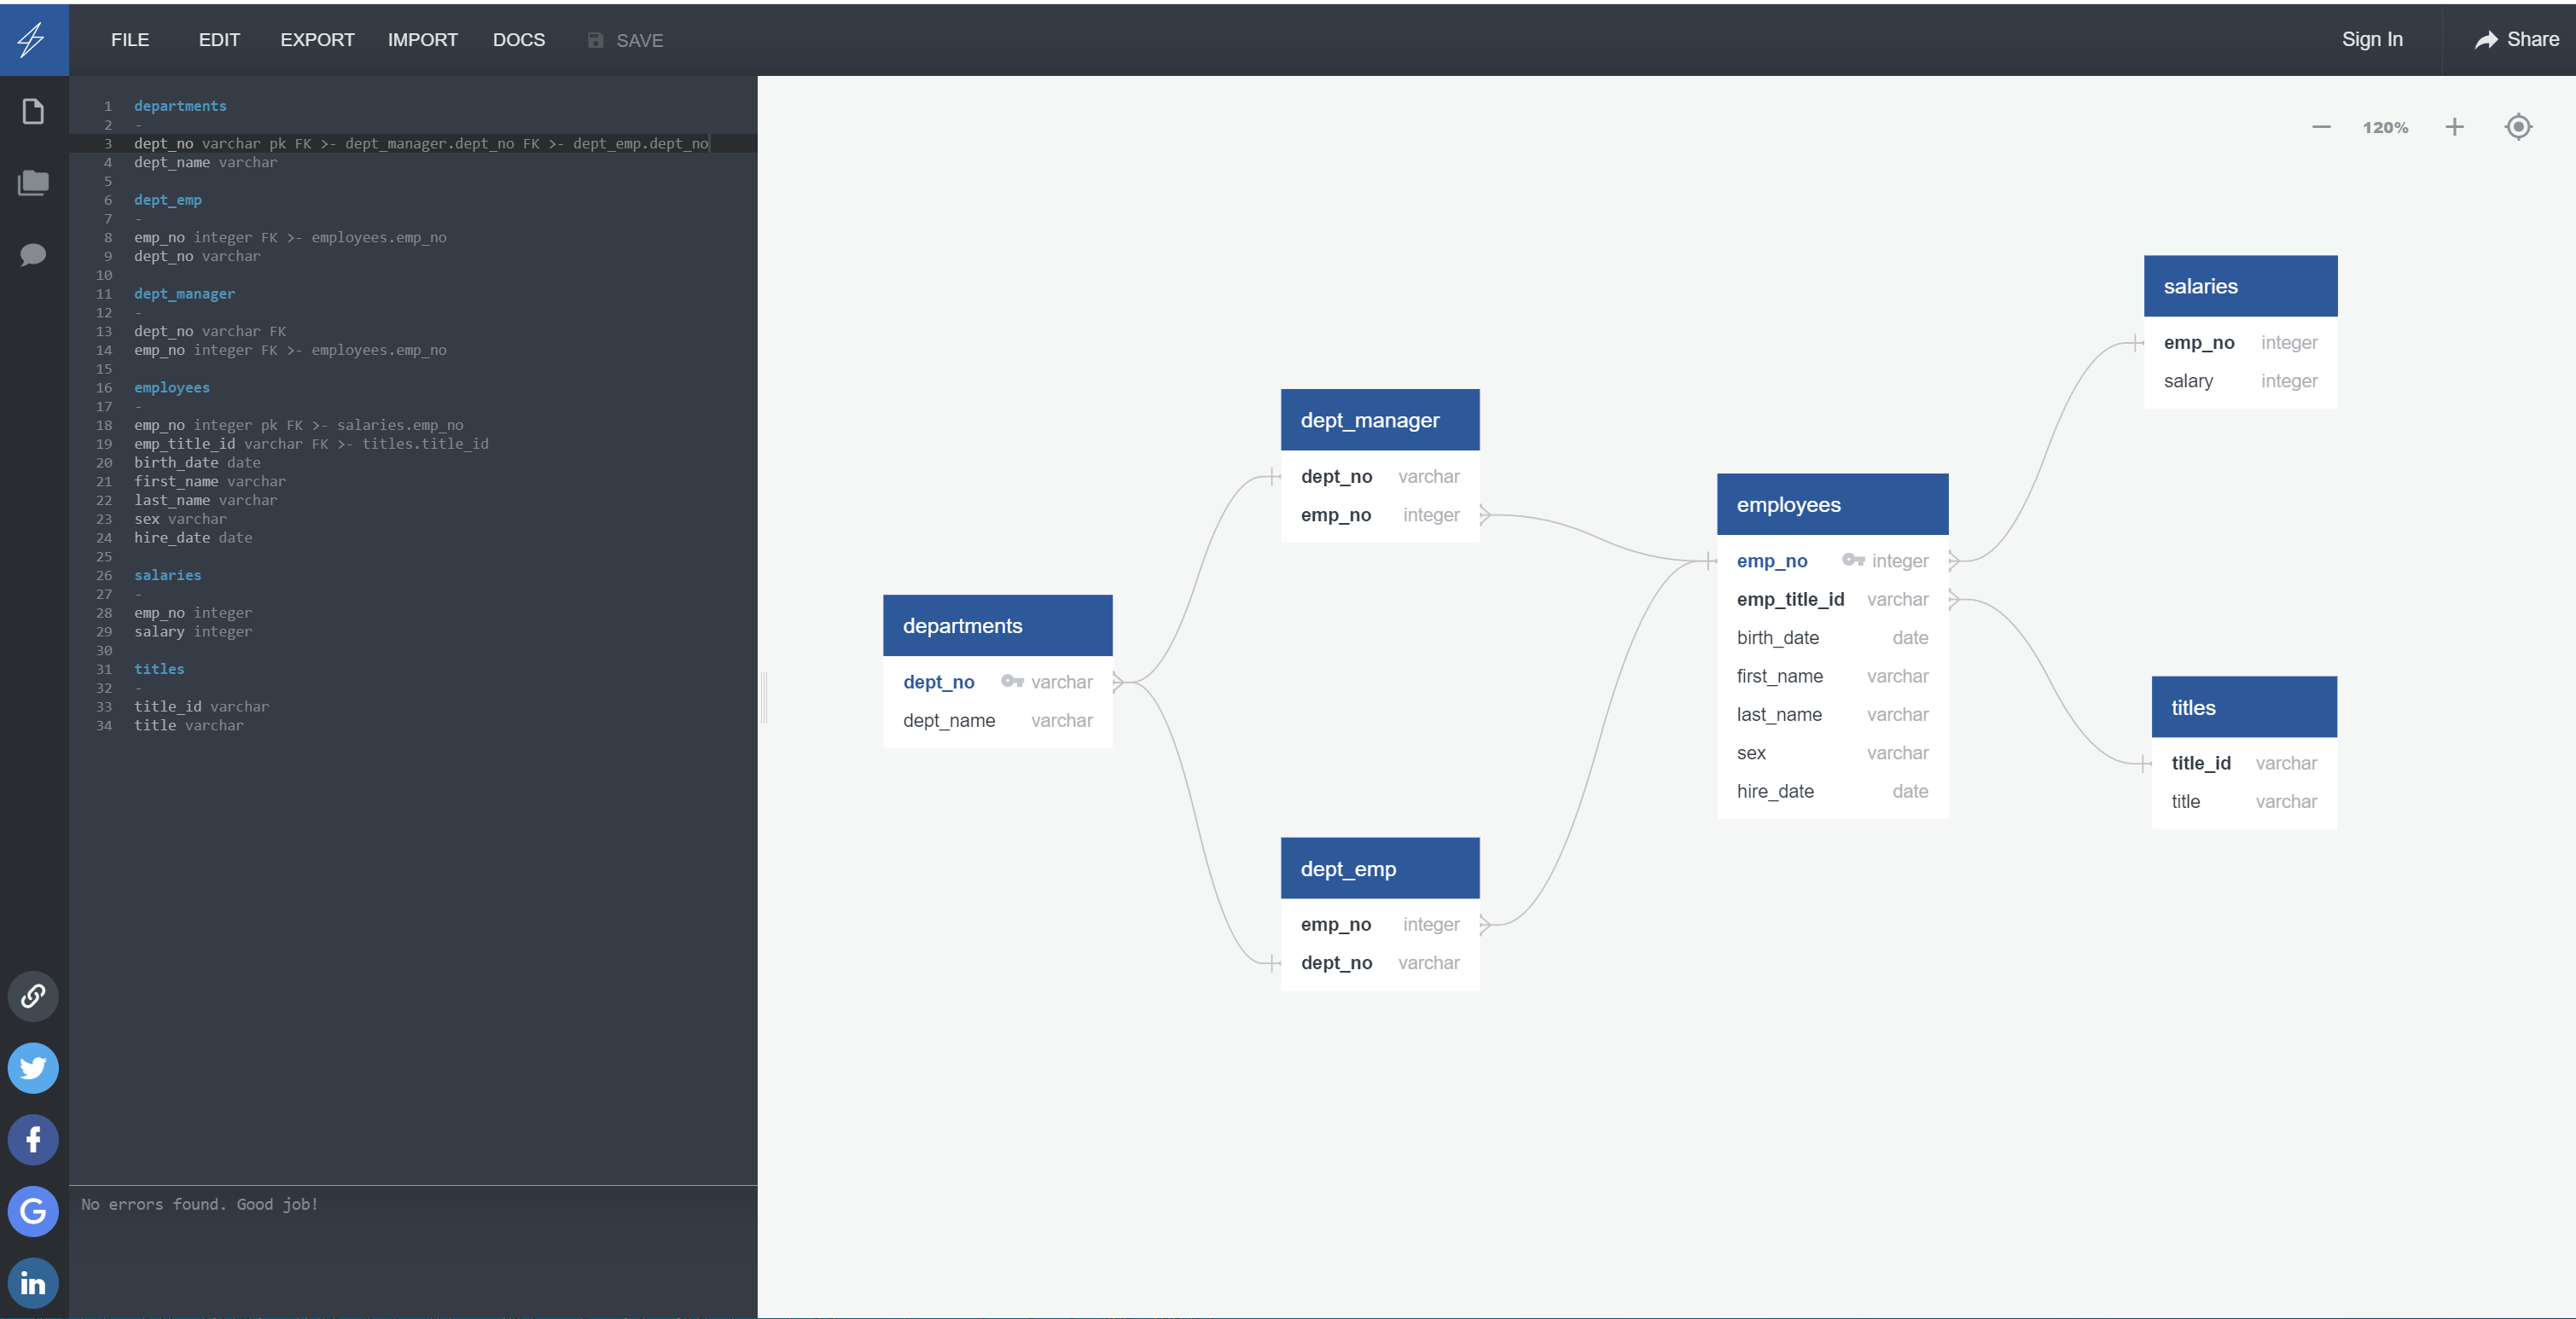 FILE EDIT EXPORT IMPORT DOCS SAVE Sign In Share
1 departments
2 -
3 dept_no varchar pk FK >- dept_manager.dept_no FK >- dept_emp.dept_no
4 dept_name varchar
5
6 dept_emp
7 -
8 emp_no integer FK >- employees.emp_no
9 dept_no varchar
10
11 dept_manager
12 -
13 dept_no varchar FK
14 emp_no integer FK >- employees.emp_no
15
16 employees
17 -
18 emp_no integer pk FK >- salaries.emp_no
19 emp_title_id varchar FK >- titles.title_id
20 birth_date date
21 first_name varchar
22 last_name varchar
23 sex varchar
24 hire_date date
25
26 salaries
27 -
28 emp_no integer
29 salary integer
30
31 titles
32 -
33 title_id varchar
34 title varchar
No errors found. Good job!
120%
departments
dept_no varchar
dept_name varchar
dept_manager
dept_no varchar
emp_no integer
dept_emp
emp_no integer
dept_no varchar
employees
emp_no integer
emp_title_id varchar
birth_date date
first_name varchar
last_name varchar
sex varchar
hire_date date
salaries
emp_no integer
salary integer
titles
title_id varchar
title varchar